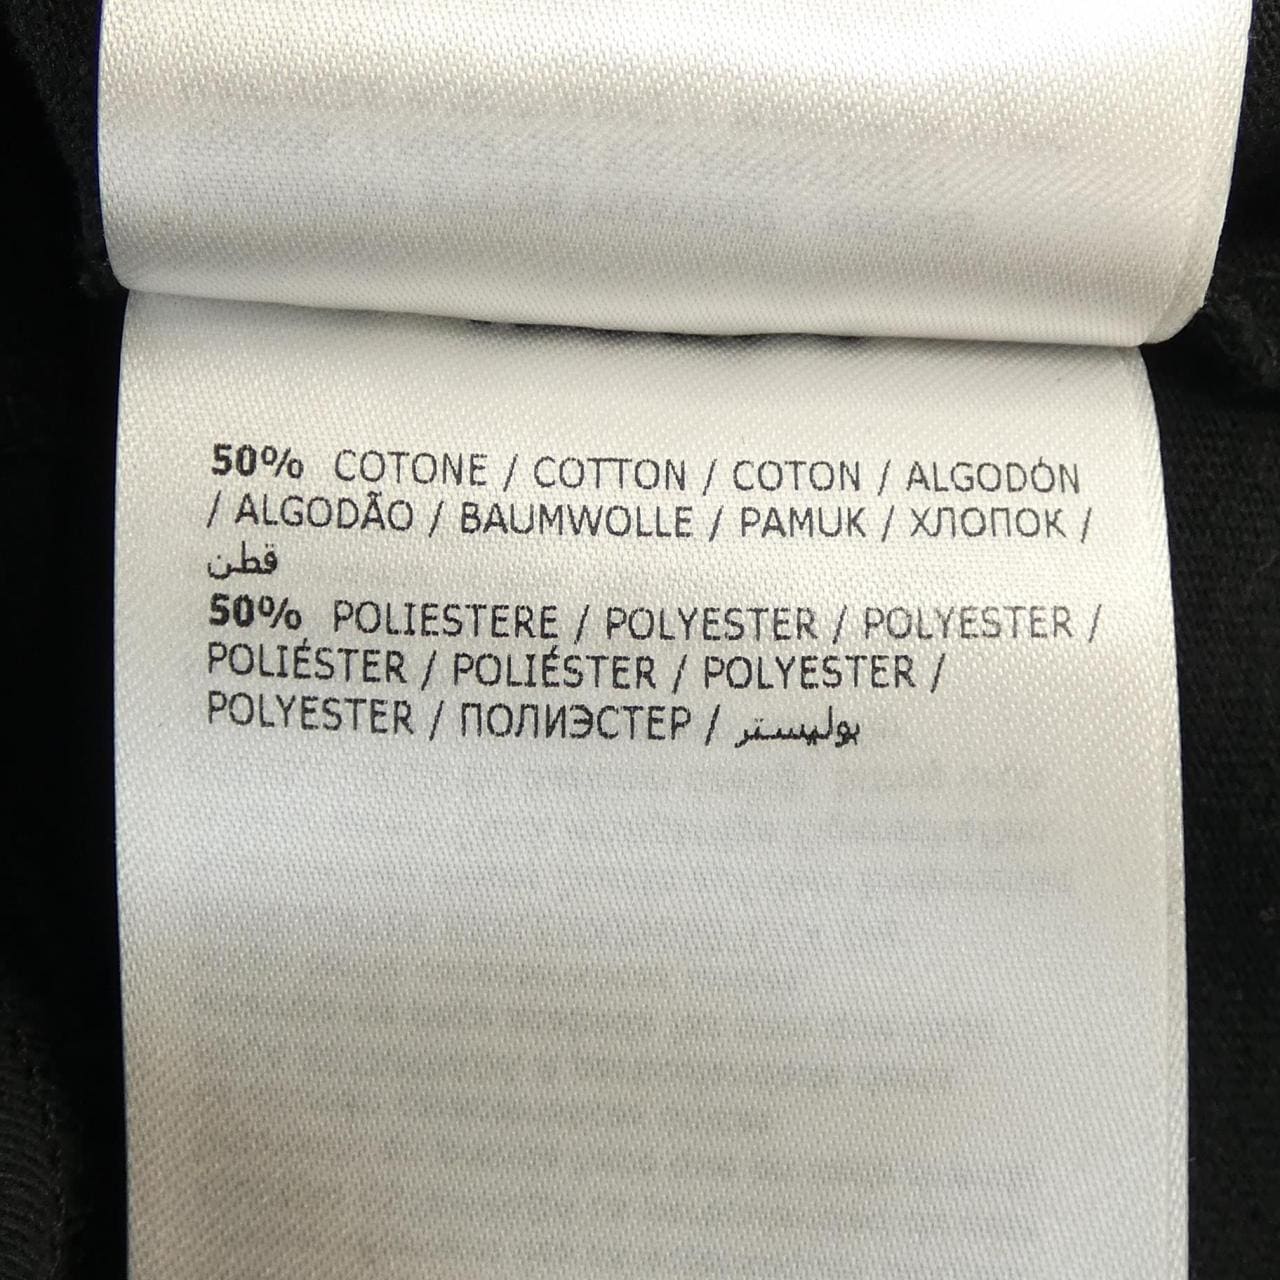 50% COTONE / COTTON / COTON / ALGODÓN
/ ALGODÃO / BAUMWOLLE / PAMUK / ХЛОПОК /
قطن
50% POLIESTERE / POLYESTER / POLYESTER /
POLIÉSTER / POLIÉSTER / POLYESTER /
POLYESTER / ПОЛИЭСТЕР / بوليستر